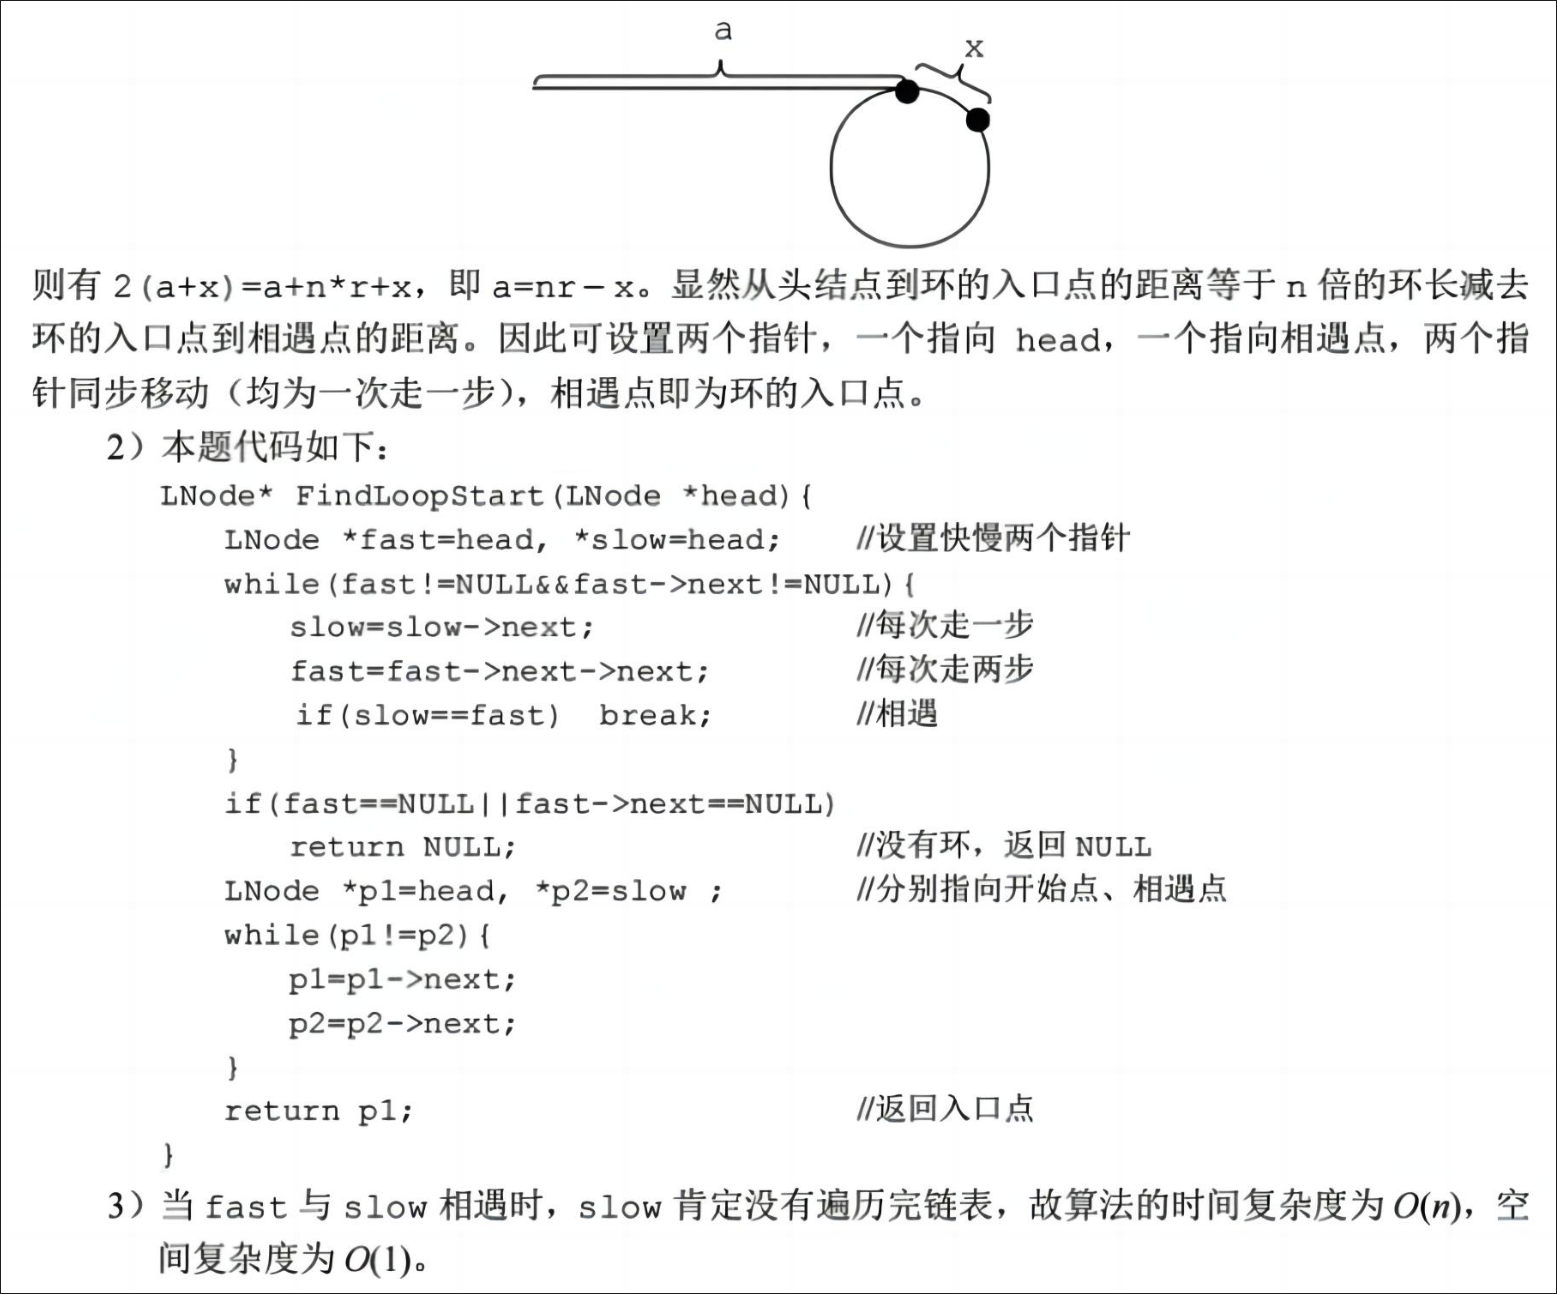 a
x
则有 2(a+x)=a+n*r+x，即 a=nr－x。显然从头结点到环的入口点的距离等于 n 倍的环长减去
环的入口点到相遇点的距离。因此可设置两个指针，一个指向 head，一个指向相遇点，两个指
针同步移动（均为一次走一步），相遇点即为环的入口点。
2）本题代码如下：
LNode* FindLoopStart(LNode *head){
LNode *fast=head, *slow=head; //设置快慢两个指针
while(fast!=NULL&&fast->next!=NULL){
slow=slow->next; //每次走一步
fast=fast->next->next; //每次走两步
if(slow==fast) break; //相遇
}
if(fast==NULL||fast->next==NULL)
return NULL; //没有环，返回 NULL
LNode *p1=head, *p2=slow ; //分别指向开始点、相遇点
while(p1!=p2){
p1=p1->next;
p2=p2->next;
}
return p1; //返回入口点
}
3）当 fast 与 slow 相遇时，slow 肯定没有遍历完链表，故算法的时间复杂度为 O(n)，空
间复杂度为 O(1)。